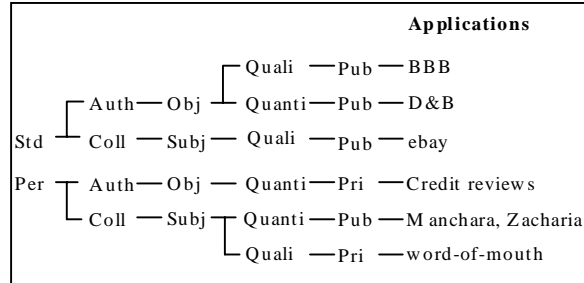 Applications
Quali Pub BBB
Auth Obj Quanti Pub D&B
Std Coll Subj Quali Pub ebay
Per Auth Obj Quanti Pri Credit reviews
Coll Subj Quanti Pub Manchara, Zacharia
Quali Pri word-of-mouth